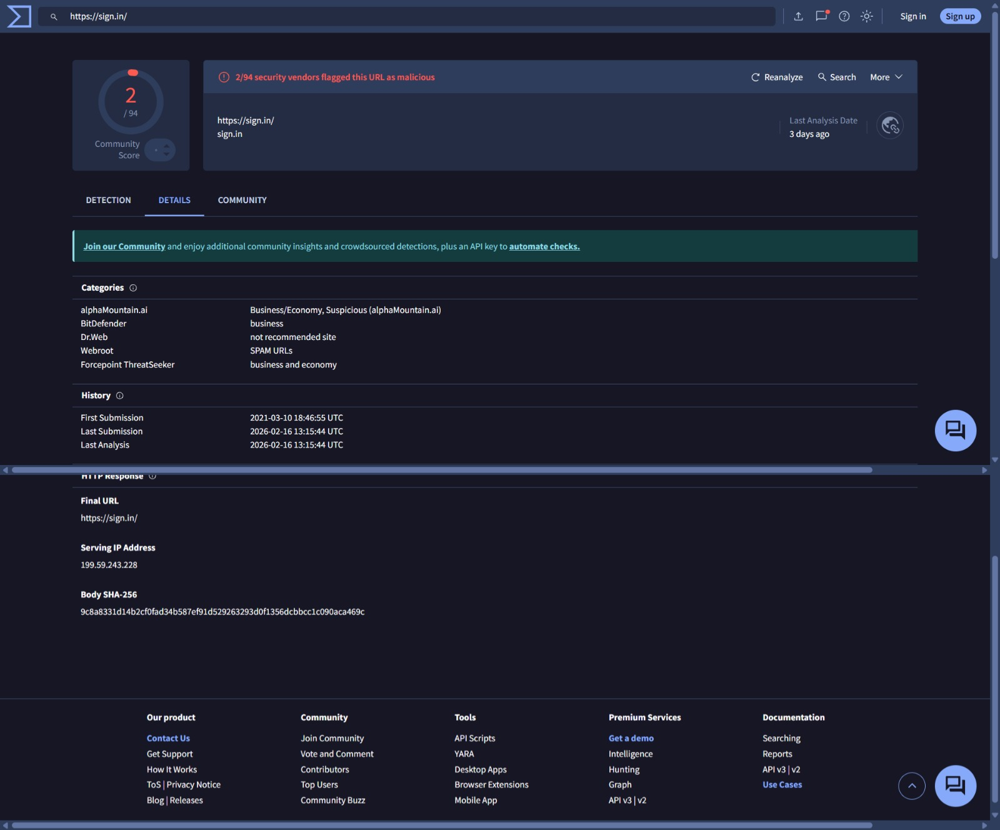 https://sign.in/
Sign in
Sign up
2
/ 94
Community
Score
2/94 security vendors flagged this URL as malicious
Reanalyze
Search
More
https://sign.in/
sign.in
Last Analysis Date
3 days ago
DETECTION
DETAILS
COMMUNITY
Join our Community and enjoy additional community insights and crowdsourced detections, plus an API key to automate checks.
Categories
alphaMountain.ai Business/Economy, Suspicious (alphaMountain.ai)
BitDefender business
Dr.Web not recommended site
Webroot SPAM URLs
Forcepoint ThreatSeeker business and economy
History
First Submission 2021-03-10 18:46:55 UTC
Last Submission 2026-02-16 13:15:44 UTC
Last Analysis 2026-02-16 13:15:44 UTC
HTTP Response
Final URL
https://sign.in/
Serving IP Address
199.59.243.228
Body SHA-256
9c8a8331d14b2cf0fad34b587ef91d529263293d0f1356dcbbcc1c090aca469c
Our product
Contact Us
Get Support
How It Works
ToS | Privacy Notice
Blog | Releases
Community
Join Community
Vote and Comment
Contributors
Top Users
Community Buzz
Tools
API Scripts
YARA
Desktop Apps
Browser Extensions
Mobile App
Premium Services
Get a demo
Intelligence
Hunting
Graph
API v3 | v2
Documentation
Searching
Reports
API v3 | v2
Use Cases